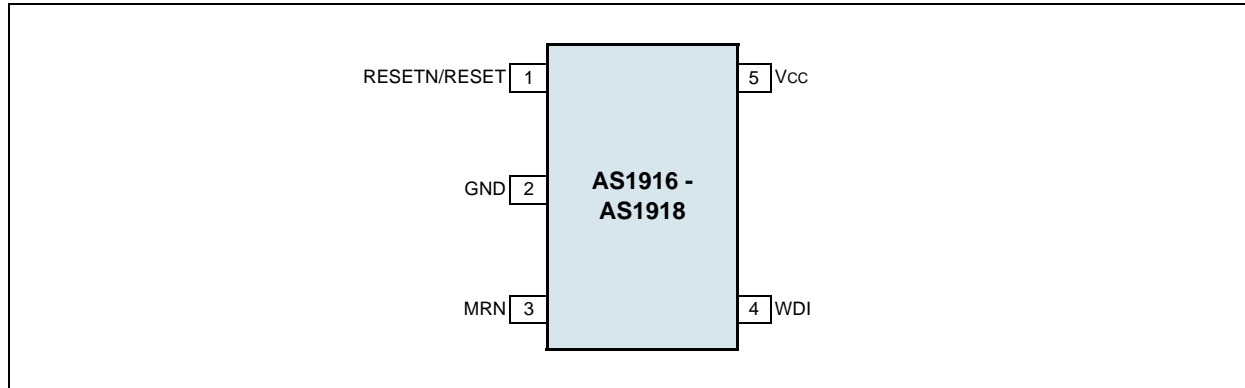 RESETN/RESET 1
5 VCC
GND 2
AS1916 -
AS1918
MRN 3
4 WDI